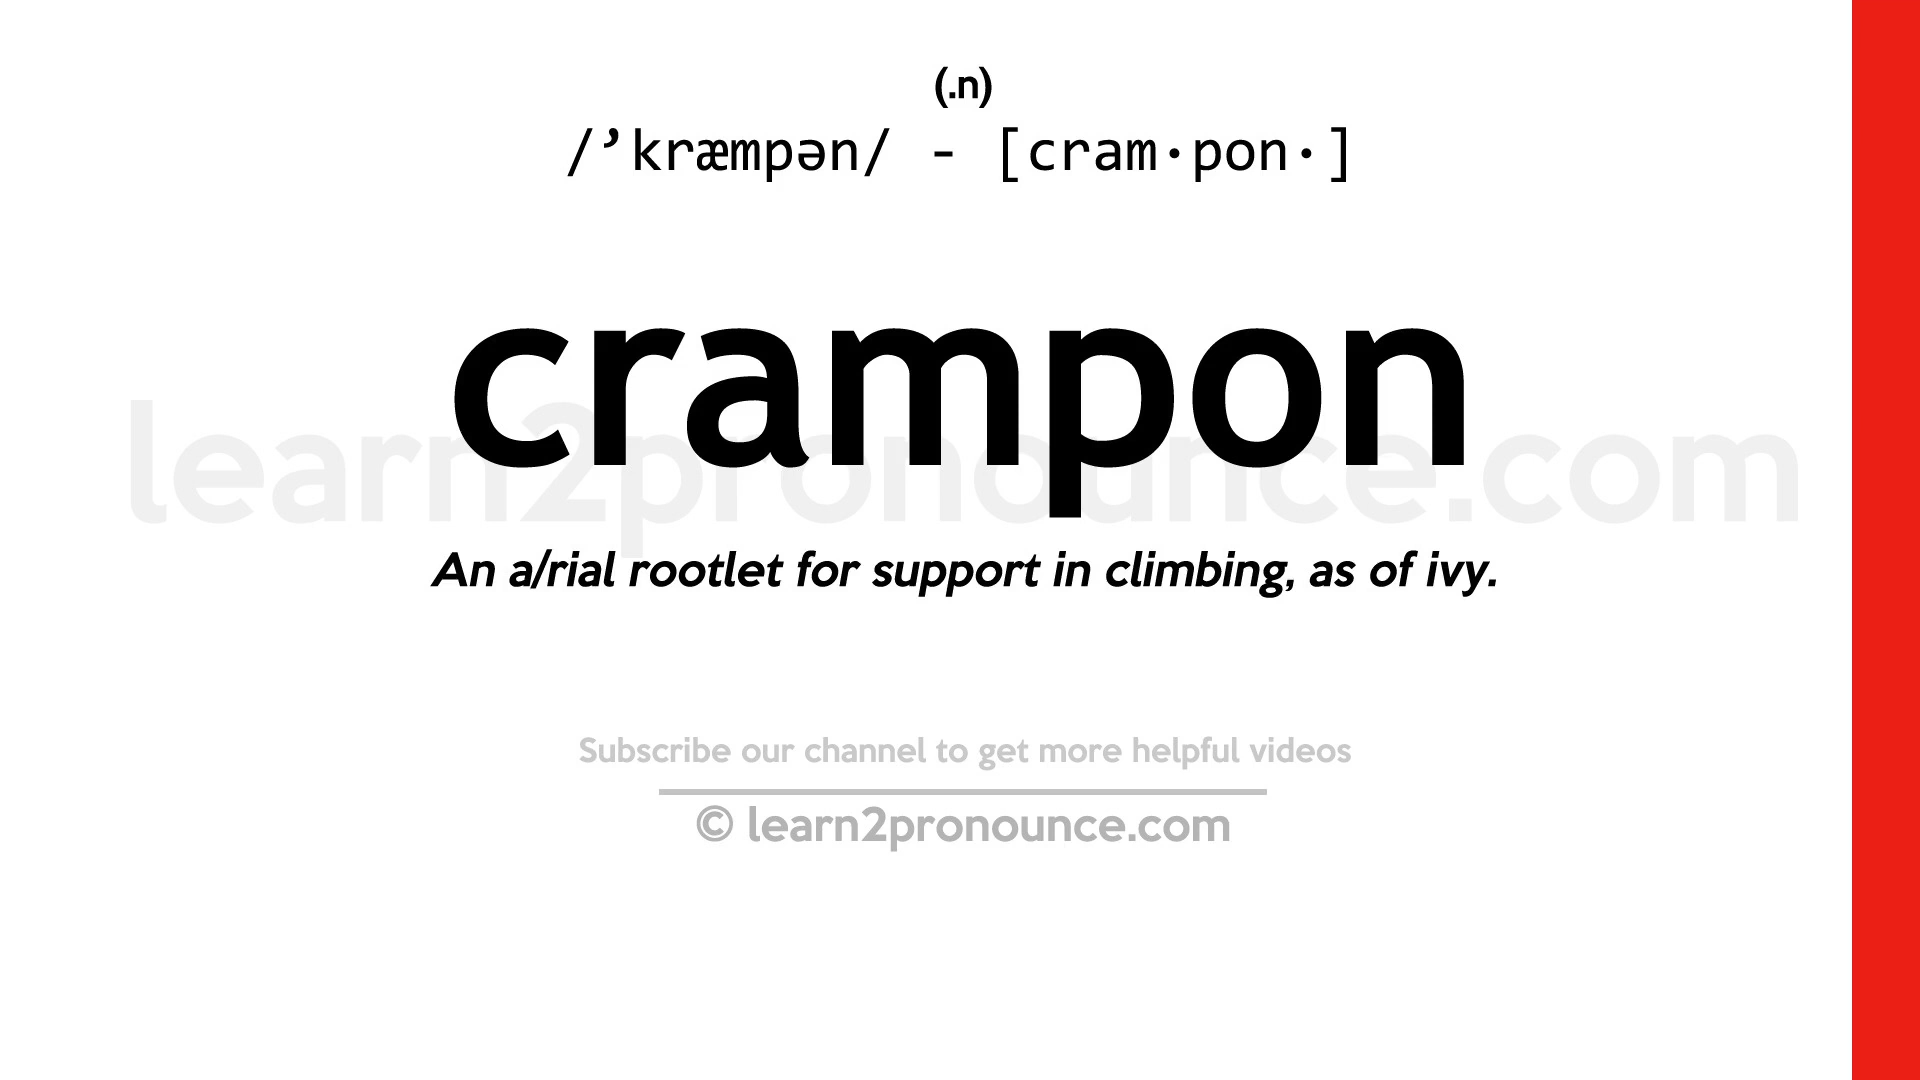 (.n)
/’kræmpən/ - [cram·pon·]
crampon
learn2pronounce.com
An a/rial rootlet for support in climbing, as of ivy.
Subscribe our channel to get more helpful videos
© learn2pronounce.com